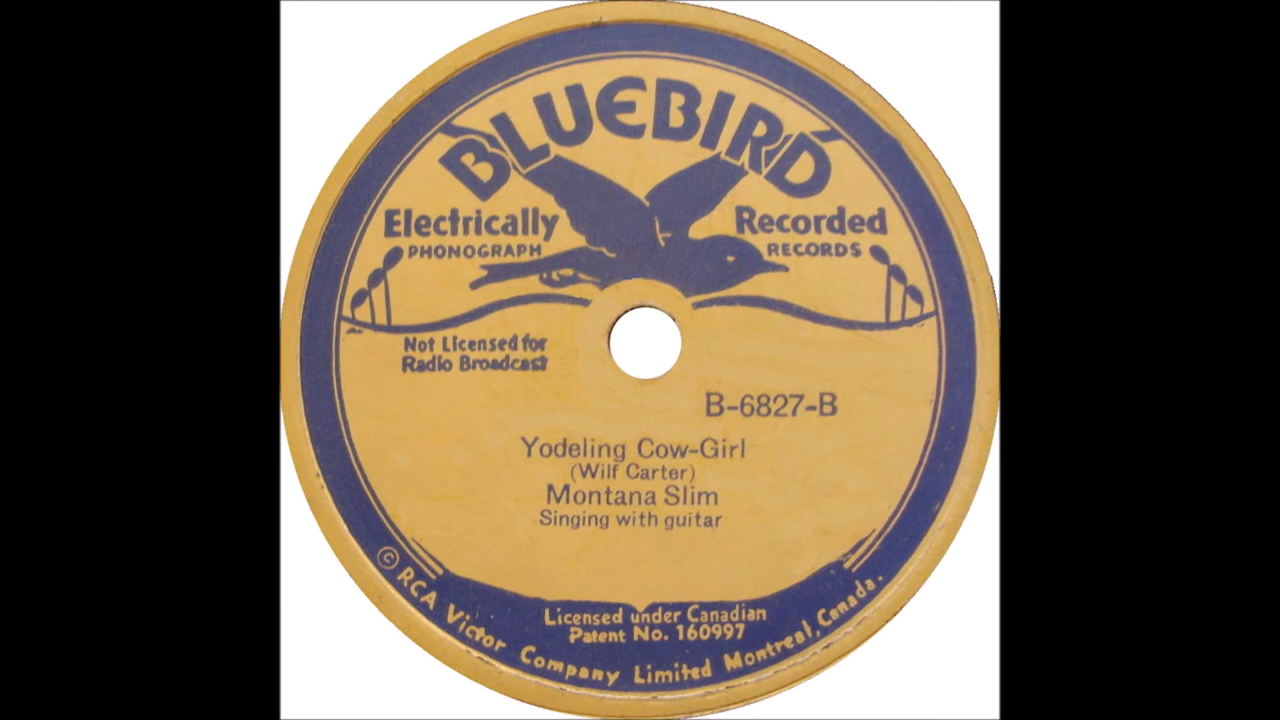 BLUEBIRD
Electrically Recorded
PHONOGRAPH RECORDS
Not Licensed for
Radio Broadcast
B-6827-B
Yodeling Cow-Girl
(Wilf Carter)
Montana Slim
Singing with guitar
Licensed under Canadian
Patent No. 160997
© RCA Victor Company Limited Montreal, Canada.